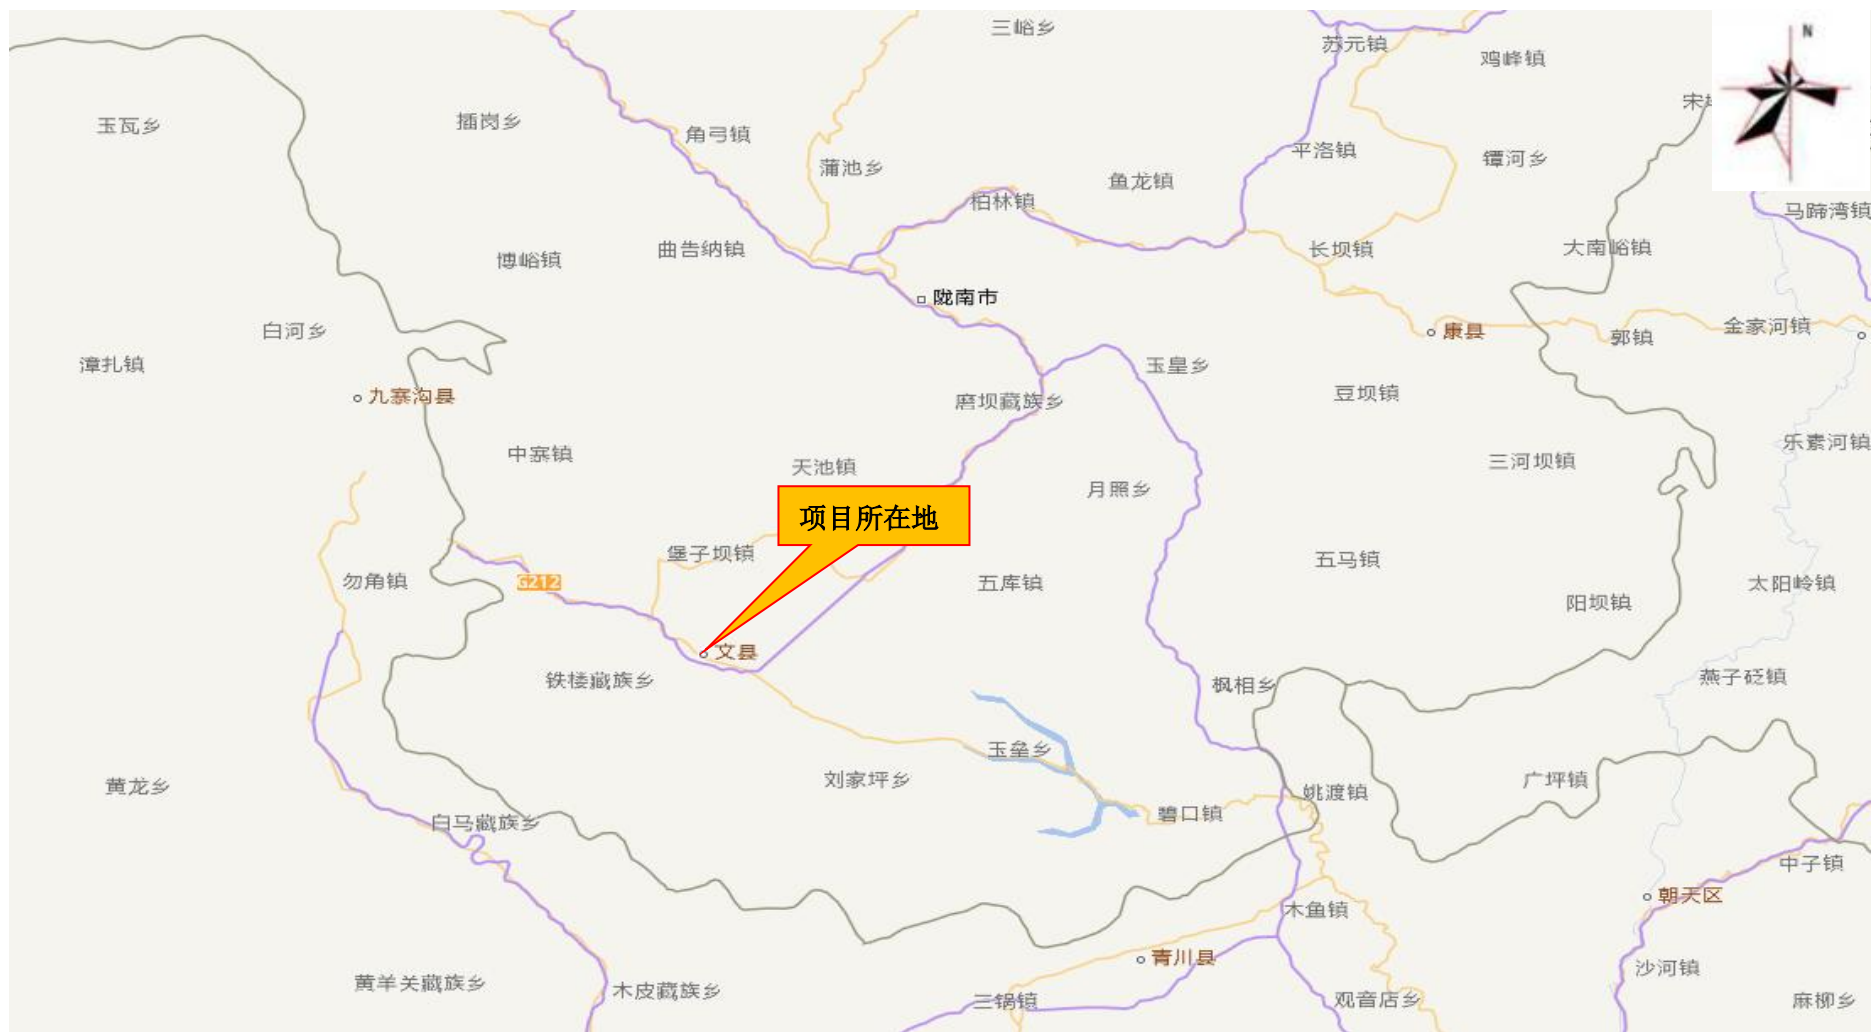 三峪乡
N
苏元镇
鸡峰镇
玉瓦乡
插岗乡
角弓镇
蒲池乡
鱼龙镇
平洛镇
镡河乡
柏林镇
马蹄湾镇
博峪镇
曲告纳镇
长坝镇
大南峪镇
陇南市
白河乡
康县
郭镇
金家河镇
漳扎镇
九寨沟县
磨坝藏族乡
玉皇乡
豆坝镇
中寨镇
天池镇
月照乡
三河坝镇
乐素河镇
项目所在地
堡子坝镇
G212
勿角镇
五库镇
五马镇
阳坝镇
太阳岭镇
文县
铁楼藏族乡
枫相乡
燕子砭镇
玉垒乡
黄龙乡
刘家坪乡
碧口镇
姚渡镇
广坪镇
白马藏族乡
中子镇
朝天区
木鱼镇
青川县
沙河镇
黄羊关藏族乡
木皮藏族乡
三锅镇
观音店乡
麻柳乡